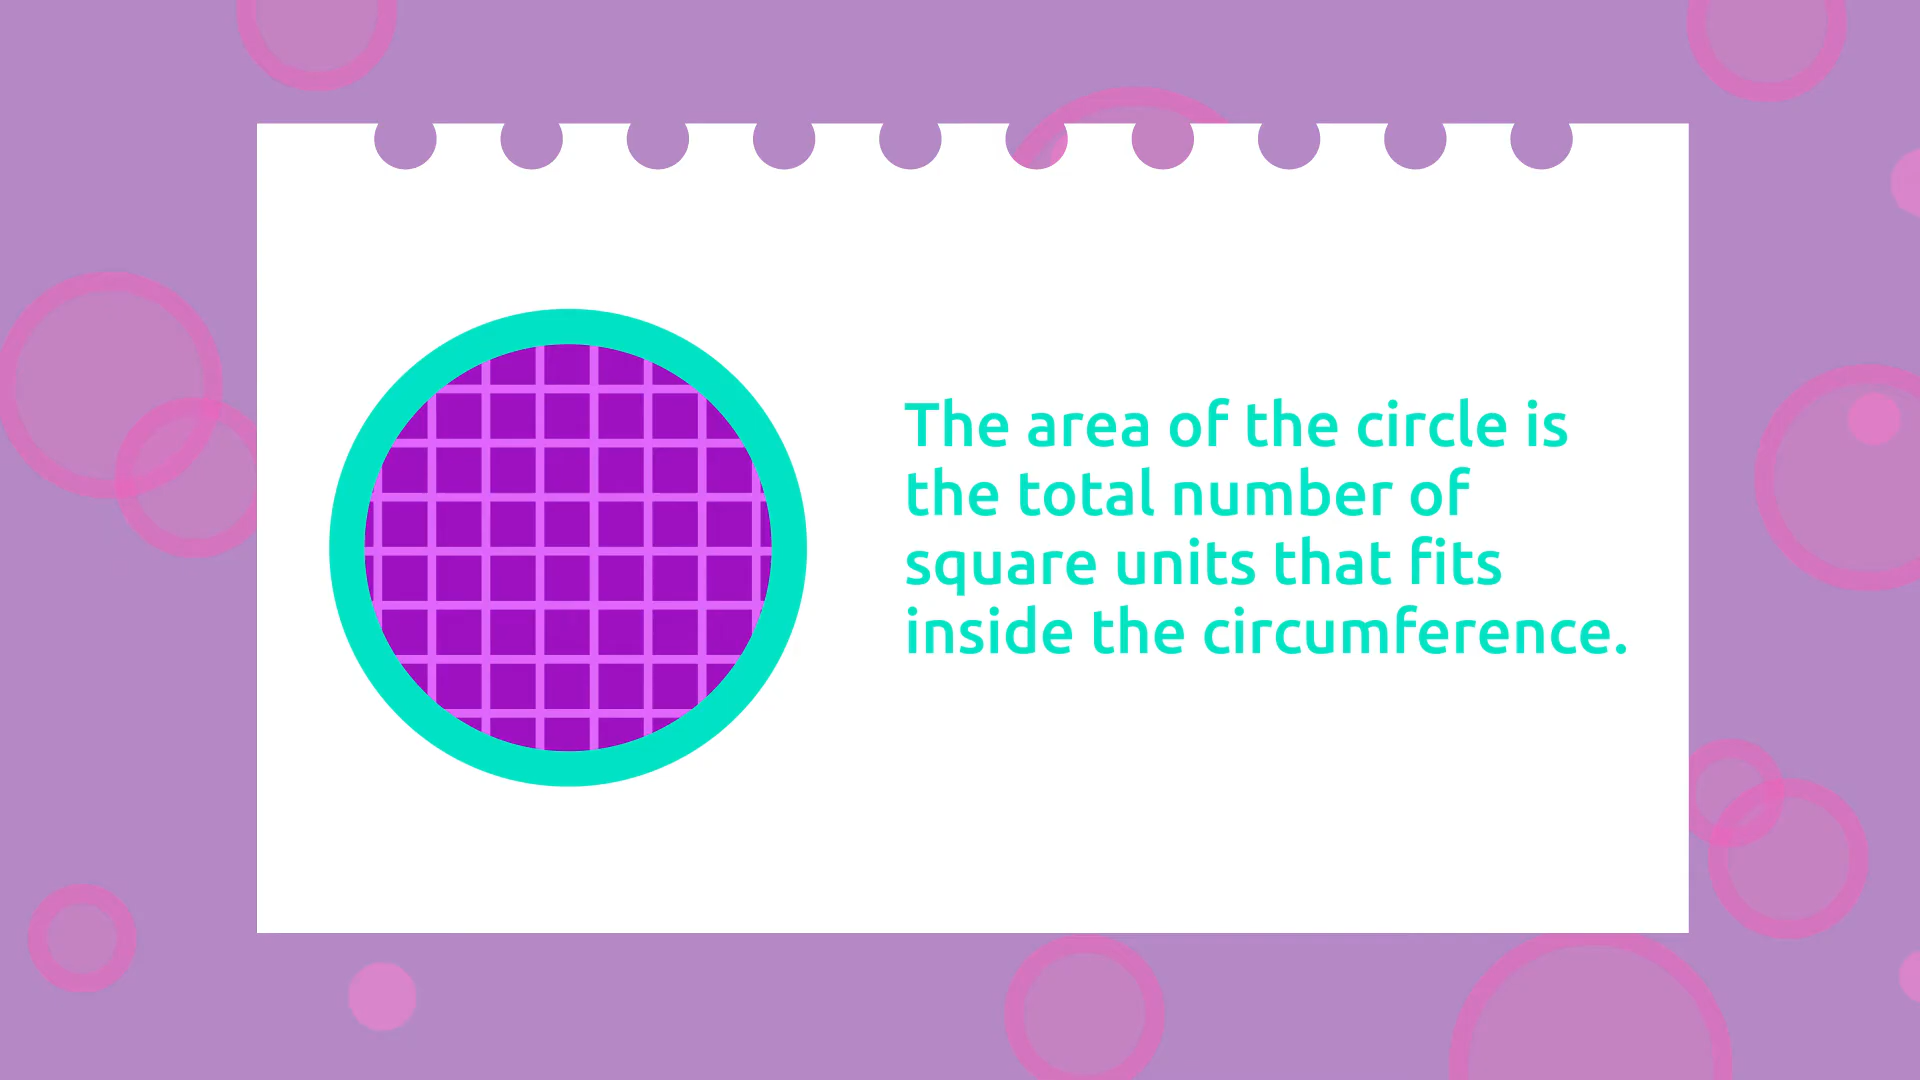 The area of the circle is
the total number of
square units that fits
inside the circumference.